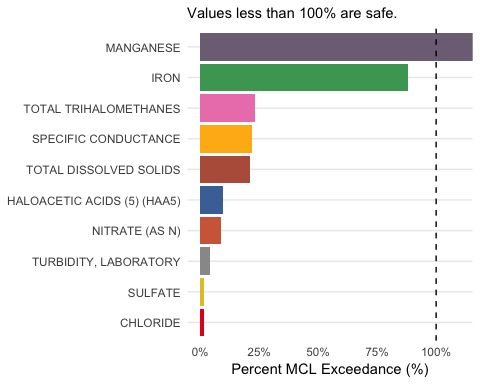 Values less than 100% are safe.
MANGANESE
IRON
TOTAL TRIHALOMETHANES
SPECIFIC CONDUCTANCE
TOTAL DISSOLVED SOLIDS
HALOACETIC ACIDS (5) (HAA5)
NITRATE (AS N)
TURBIDITY, LABORATORY
SULFATE
CHLORIDE
0% 25% 50% 75% 100%
Percent MCL Exceedance (%)